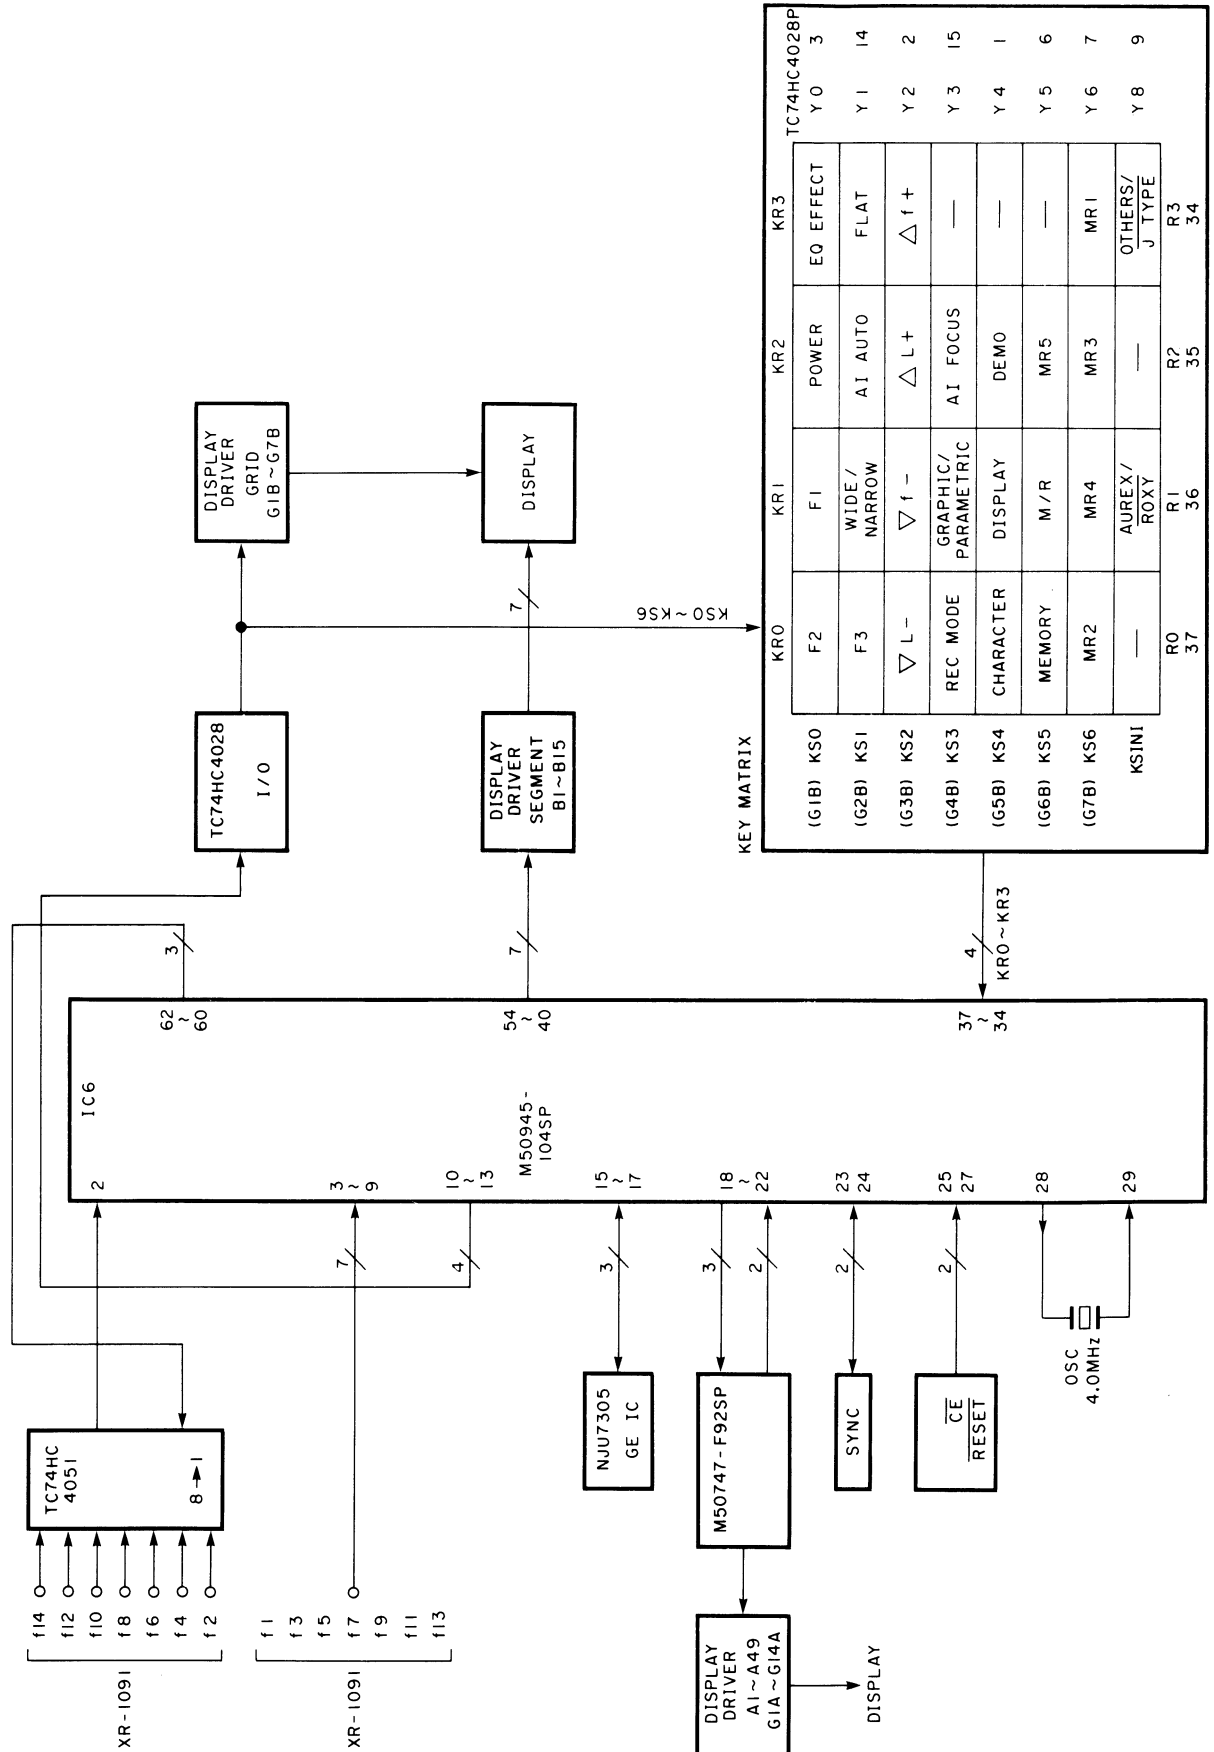 XR-1091
f14
f12
f10
f8
f6
f4
f2
TC74HC
4051
8→1
XR-1091
f1
f3
f5
f7
f9
f11
f13
IC6
M50945-
104SP
2
3
~
9
10
~
13
15
~
17
18
~
22
23
24
25
27
28
29
62
~
60
54
~
40
37
~
34
7
4
3
3
2
2
2
NJU7305
GE IC
M50747-F92SP
DISPLAY
DRIVER
A1~A49
G1A~G14A
DISPLAY
SYNC
CE
RESET
OSC
4.0MHz
3
7
4
KR0~KR3
TC74HC4028
I/O
DISPLAY
DRIVER
GRID
G1B~G7B
DISPLAY
DRIVER
SEGMENT
B1~B15
7
DISPLAY
KS0~KS6
KEY MATRIX
KR0 KR1 KR2 KR3 TC74HC4028P
(G1B) KS0 F2 F1 POWER EQ EFFECT Y0 3
(G2B) KS1 F3 WIDE/ NARROW AI AUTO FLAT Y1 14
(G3B) KS2 ▽L- ▽f- △L+ △f+ Y2 2
(G4B) KS3 REC MODE GRAPHIC/ PARAMETRIC AI FOCUS — Y3 15
(G5B) KS4 CHARACTER DISPLAY DEMO — Y4 1
(G6B) KS5 MEMORY M/R MR5 — Y5 6
(G7B) KS6 MR2 MR4 MR3 MR1 Y6 7
KSINI — AUREX/ ROXY — OTHERS/ J TYPE Y8 9
R0 R1 R2 R3
37 36 35 34